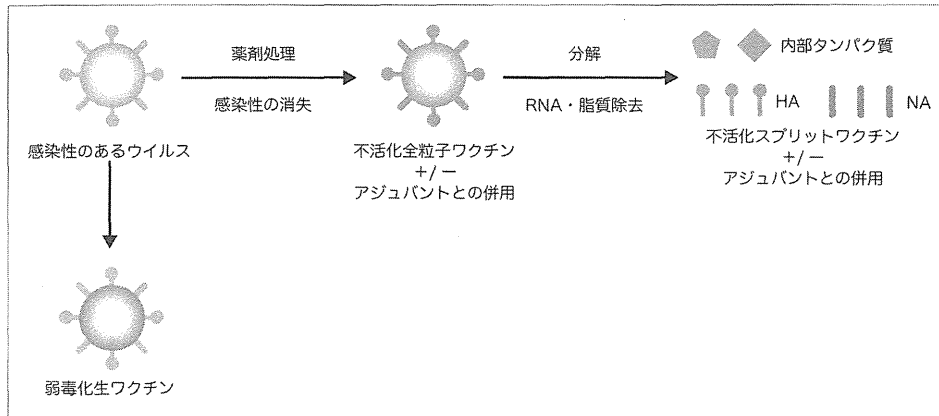 薬剤処理
感染性の消失
分解
RNA・脂質除去
内部タンパク質
HA
NA
感染性のあるウイルス
不活化全粒子ワクチン
+/－
アジュバントとの併用
不活化スプリットワクチン
+/－
アジュバントとの併用
弱毒化生ワクチン